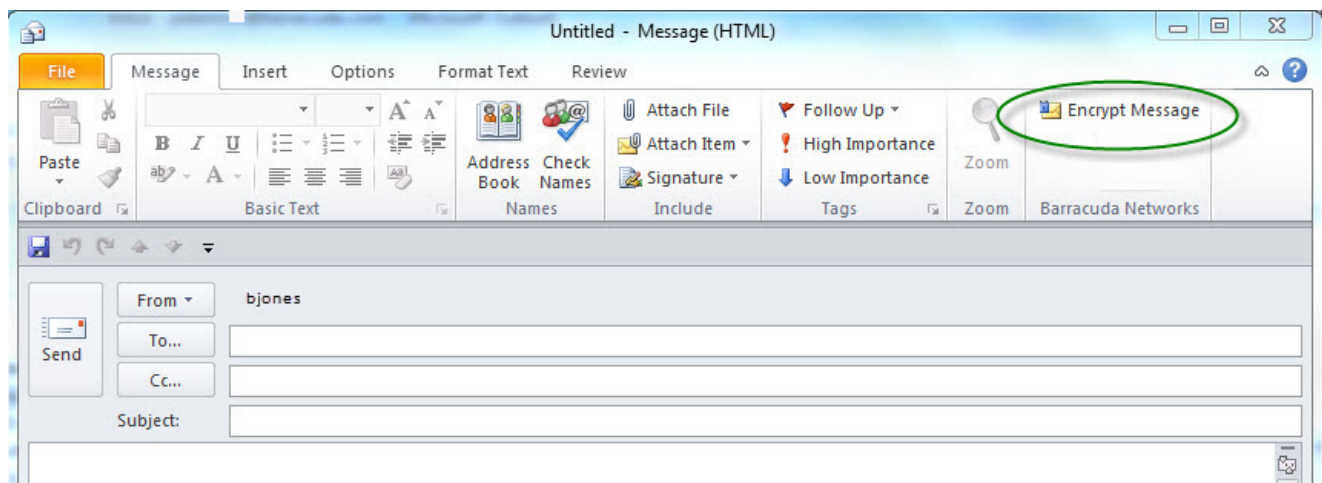 Untitled - Message (HTML)
File Message Insert Options Format Text Review
Paste
Clipboard
B I U
A A
ab A
Aa
Basic Text
Address Book
Check Names
Names
Attach File
Attach Item
Signature
Include
Follow Up
High Importance
Low Importance
Tags
Zoom
Zoom
Encrypt Message
Barracuda Networks
Send
From bjones
To...
Cc...
Subject: